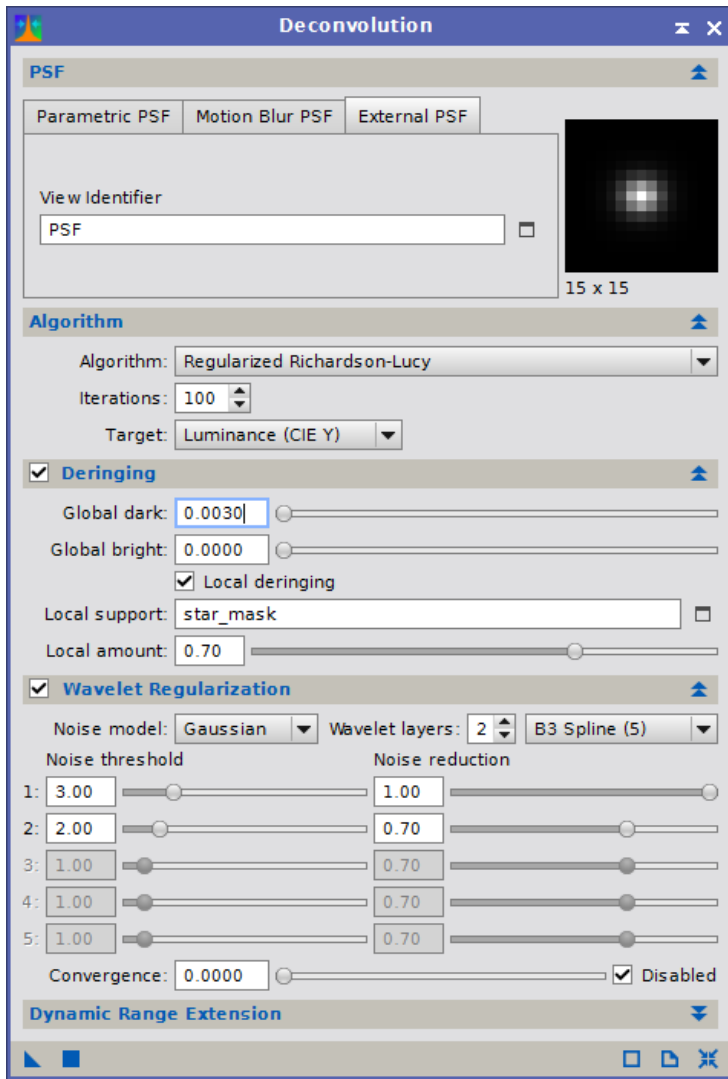 Deconvolution
PSF
Parametric PSF Motion Blur PSF External PSF
View Identifier
PSF
15 x 15
Algorithm
Algorithm: Regularized Richardson-Lucy
Iterations: 100
Target: Luminance (CIE Y)
Deringing
Global dark: 0.0030
Global bright: 0.0000
Local deringing
Local support: star_mask
Local amount: 0.70
Wavelet Regularization
Noise model: Gaussian Wavelet layers: 2 B3 Spline (5)
Noise threshold Noise reduction
1: 3.00 1.00
2: 2.00 0.70
3: 1.00 0.70
4: 1.00 0.70
5: 1.00 0.70
Convergence: 0.0000 Disabled
Dynamic Range Extension